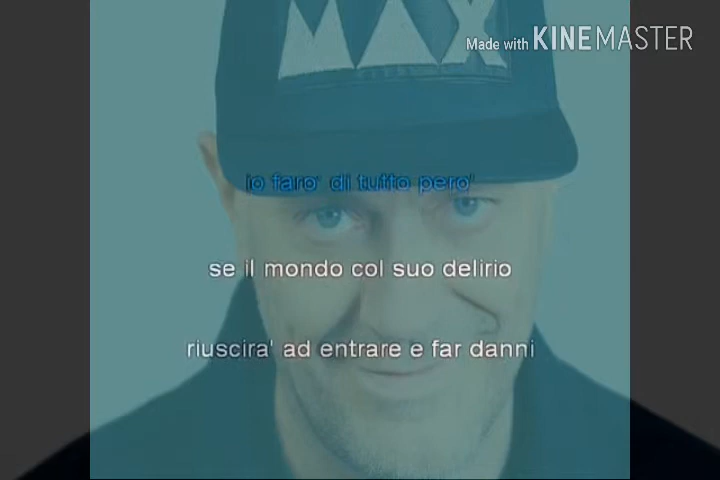 MAX
Made with KINEMASTER
io faro' di tutto pero'
se il mondo col suo delirio
riuscira' ad entrare e far danni